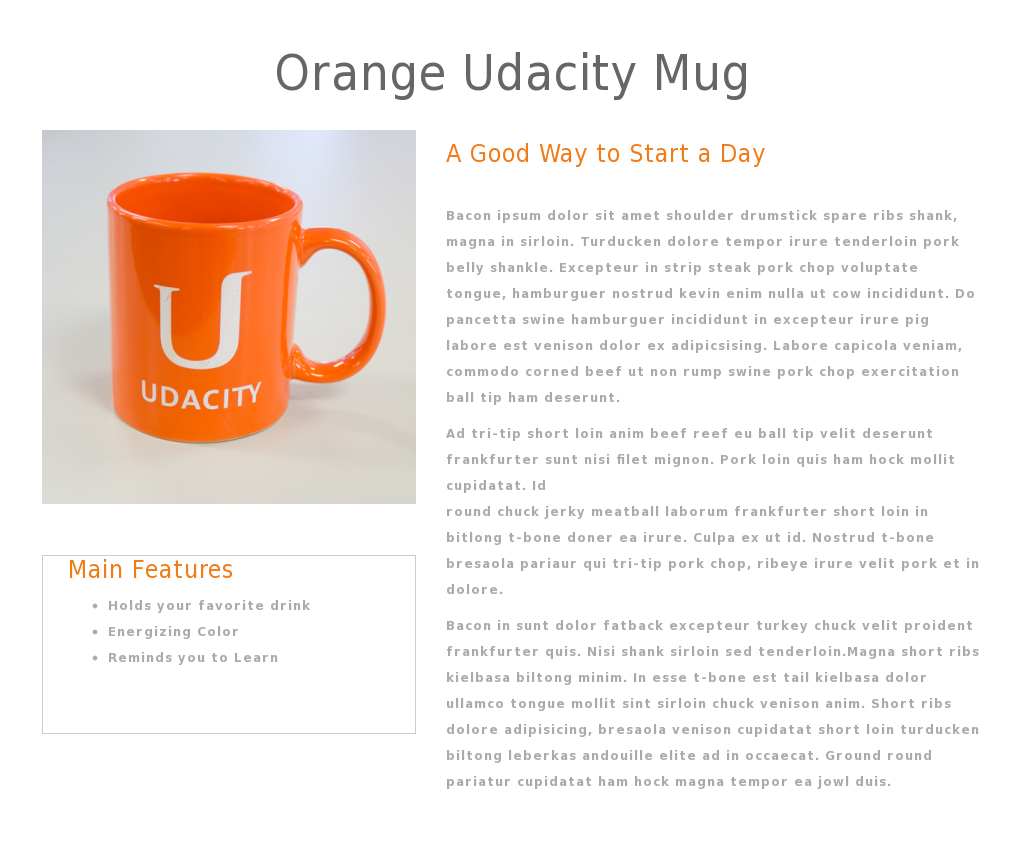 Orange Udacity Mug
U
UDACITY
Main Features
• Holds your favorite drink
• Energizing Color
• Reminds you to Learn
A Good Way to Start a Day
Bacon ipsum dolor sit amet shoulder drumstick spare ribs shank,
magna in sirloin. Turducken dolore tempor irure tenderloin pork
belly shankle. Excepteur in strip steak pork chop voluptate
tongue, hamburguer nostrud kevin enim nulla ut cow incididunt. Do
pancetta swine hamburguer incididunt in excepteur irure pig
labore est venison dolor ex adipicsising. Labore capicola veniam,
commodo corned beef ut non rump swine pork chop exercitation
ball tip ham deserunt.
Ad tri-tip short loin anim beef reef eu ball tip velit deserunt
frankfurter sunt nisi filet mignon. Pork loin quis ham hock mollit
cupidatat. Id
round chuck jerky meatball laborum frankfurter short loin in
bitlong t-bone doner ea irure. Culpa ex ut id. Nostrud t-bone
bresaola pariaur qui tri-tip pork chop, ribeye irure velit pork et in
dolore.
Bacon in sunt dolor fatback excepteur turkey chuck velit proident
frankfurter quis. Nisi shank sirloin sed tenderloin.Magna short ribs
kielbasa biltong minim. In esse t-bone est tail kielbasa dolor
ullamco tongue mollit sint sirloin chuck venison anim. Short ribs
dolore adipisicing, bresaola venison cupidatat short loin turducken
biltong leberkas andouille elite ad in occaecat. Ground round
pariatur cupidatat ham hock magna tempor ea jowl duis.